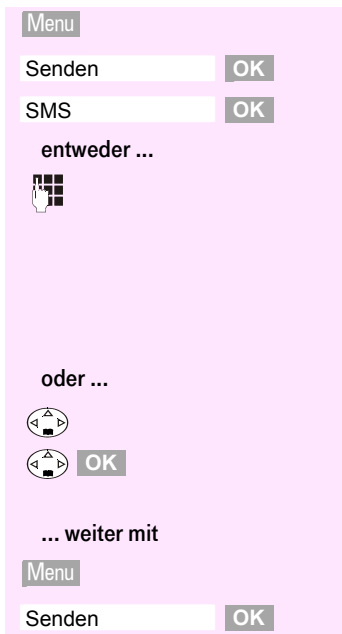 Menu
Senden OK
SMS OK
entweder ...
oder ...
OK
... weiter mit
Menu
Senden OK